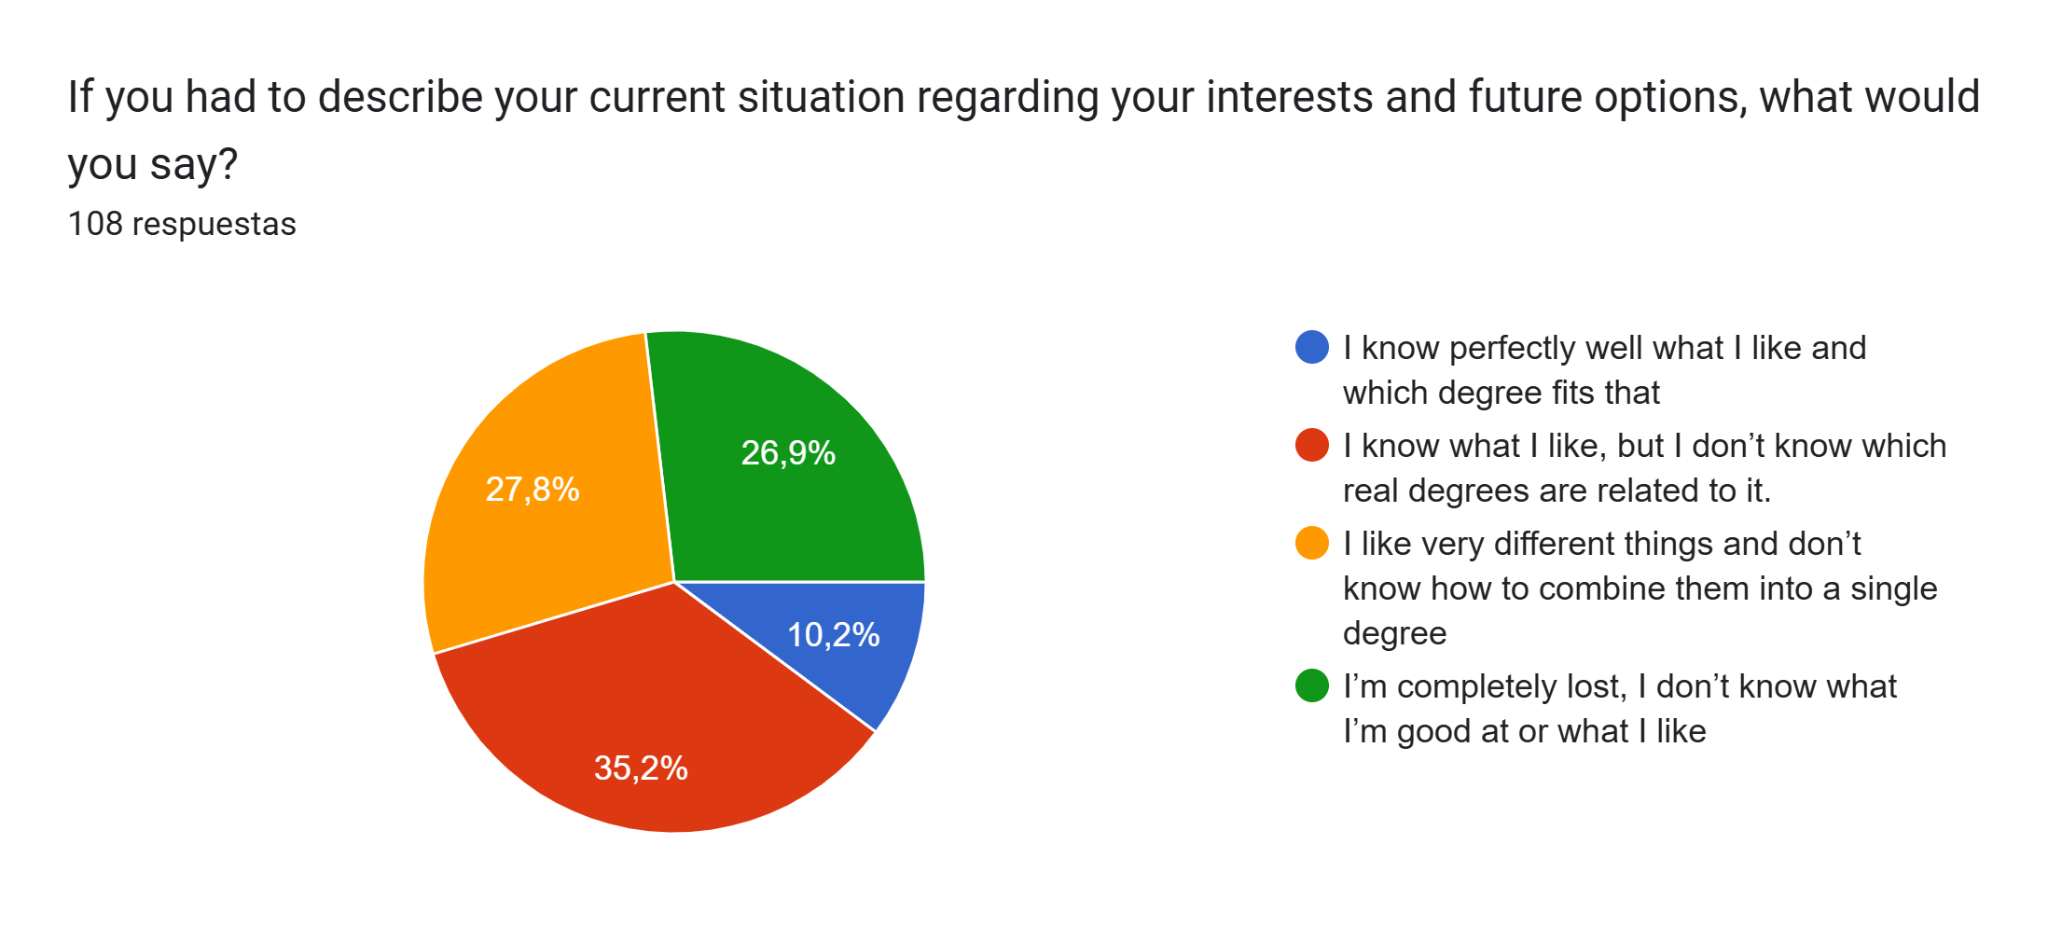 If you had to describe your current situation regarding your interests and future options, what would
you say?
108 respuestas
26,9%
27,8%
10,2%
35,2%
I know perfectly well what I like and
which degree fits that
I know what I like, but I don’t know which
real degrees are related to it.
I like very different things and don’t
know how to combine them into a single
degree
I’m completely lost, I don’t know what
I’m good at or what I like